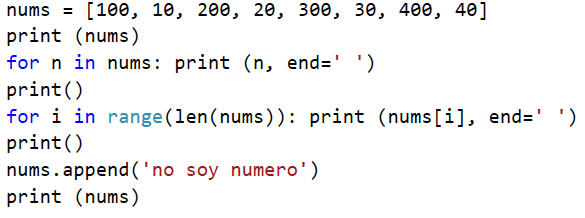 nums = [100, 10, 200, 20, 300, 30, 400, 40]
print (nums)
for n in nums: print (n, end=' ')
print()
for i in range(len(nums)): print (nums[i], end=' ')
print()
nums.append('no soy numero')
print (nums)